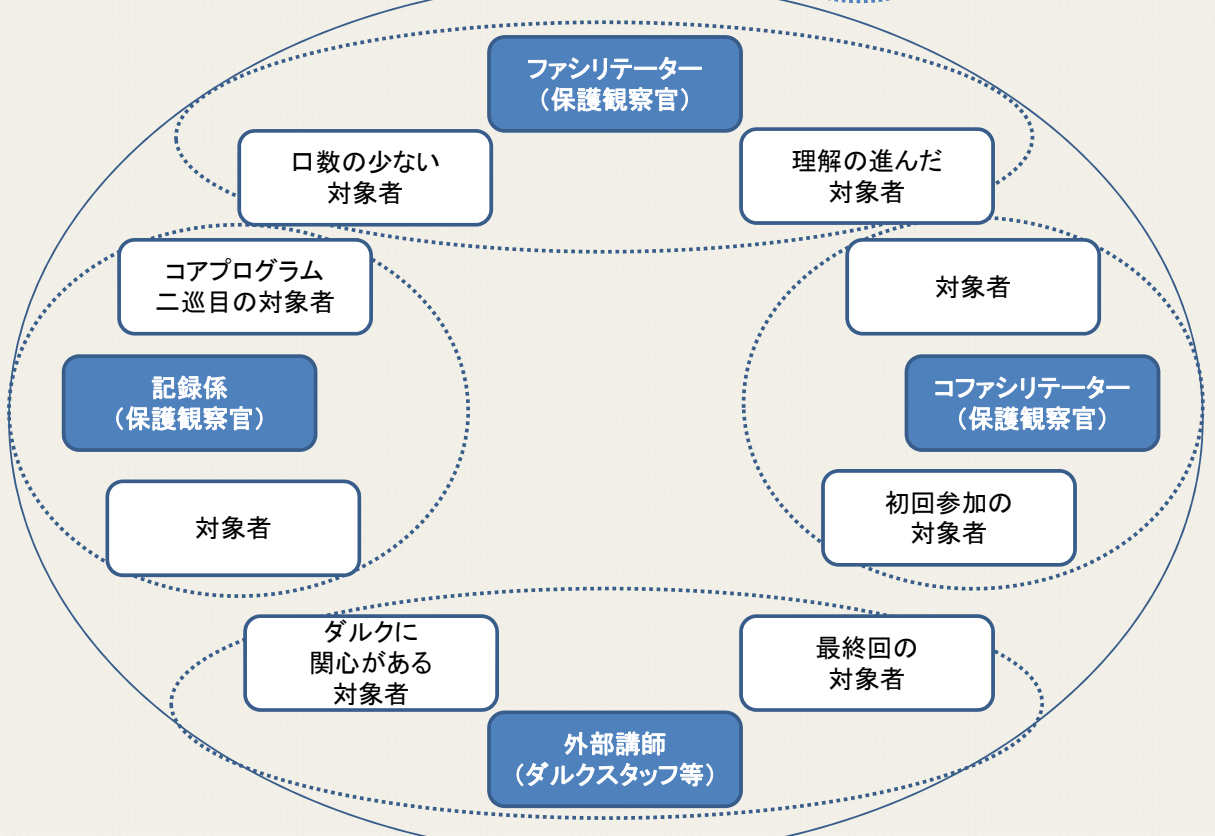 ファシリテーター
（保護観察官）
口数の少ない
対象者
理解の進んだ
対象者
コアプログラム
二巡目の対象者
対象者
記録係
（保護観察官）
コファシリテーター
（保護観察官）
対象者
初回参加の
対象者
ダルクに
関心がある
対象者
最終回の
対象者
外部講師
（ダルクスタッフ等）